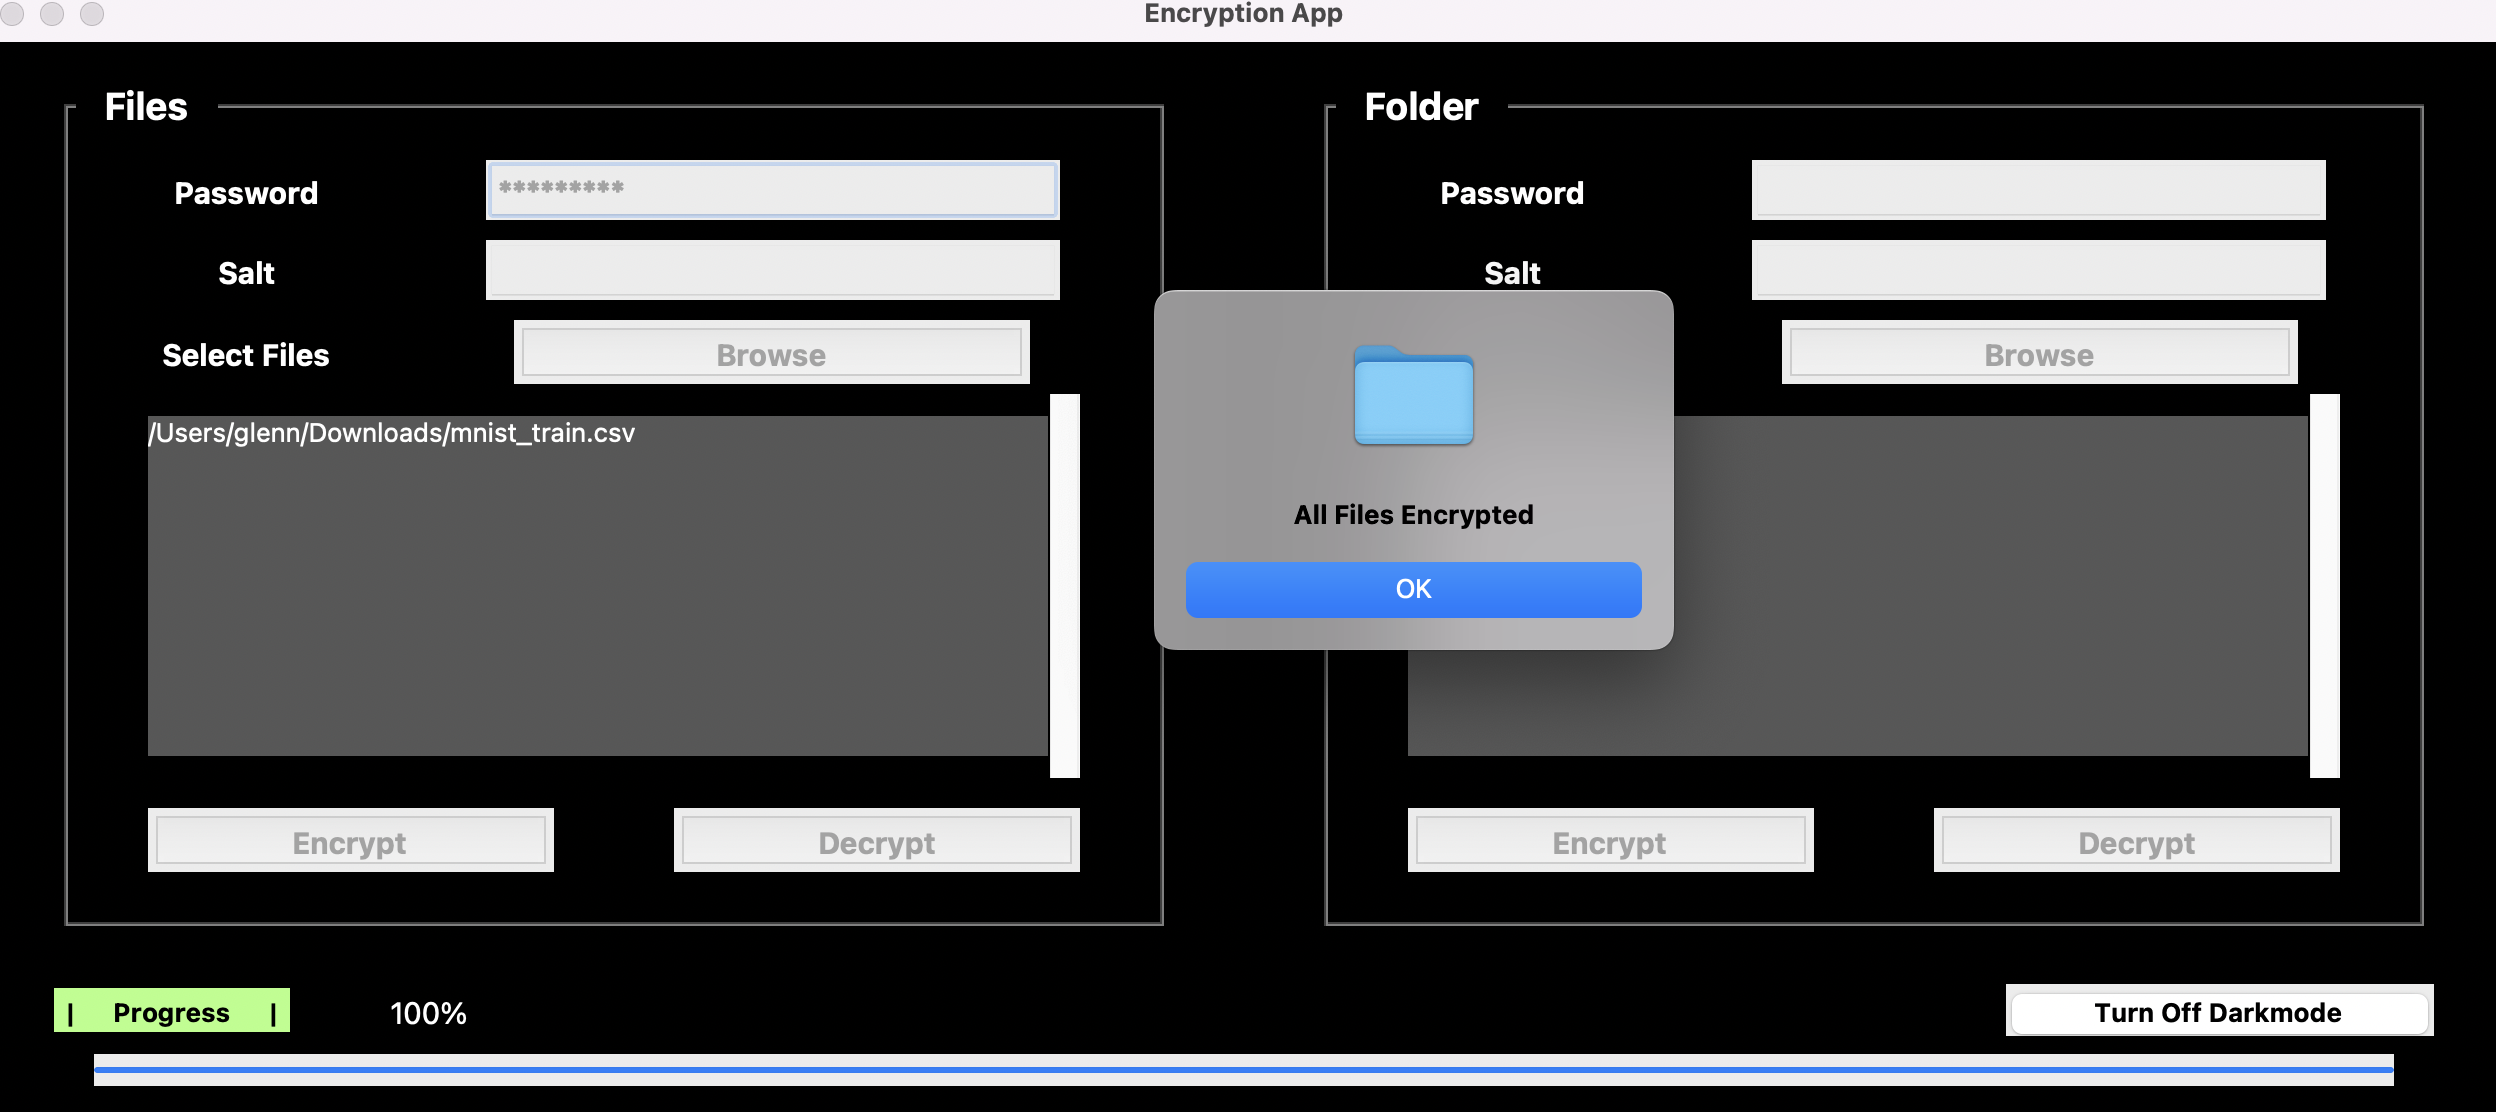 Encryption App
Files
Password
*********
Salt
Select Files
Browse
/Users/glenn/Downloads/mnist_train.csv
Encrypt
Decrypt
Folder
Password
Salt
Browse
Encrypt
Decrypt
All Files Encrypted
OK
| Progress |
100%
Turn Off Darkmode